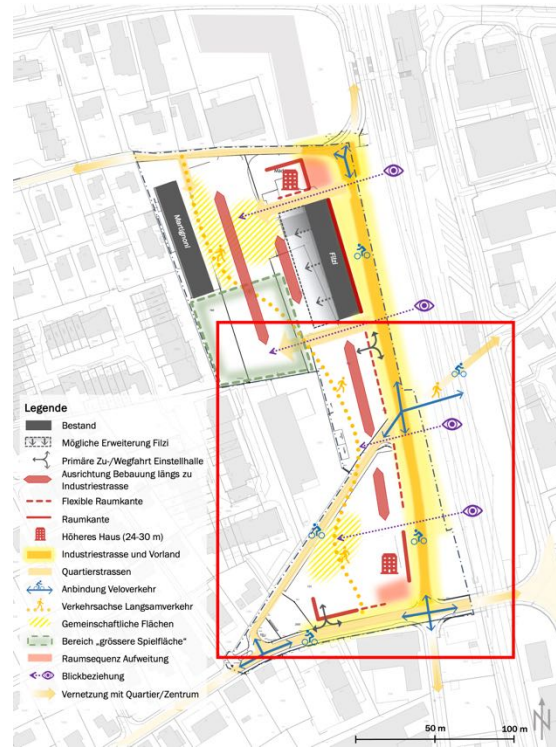 Martignoni
Filzi
Legende
Bestand
Mögliche Erweiterung Filzi
Primäre Zu-/Wegfahrt Einstellhalle
Ausrichtung Bebauung längs zu
Industriestrasse
Flexible Raumkante
Raumkante
Höheres Haus (24-30 m)
Industriestrasse und Vorland
Quartierstrassen
Anbindung Veloverkehr
Verkehrsachse Langsamverkehr
Gemeinschaftliche Flächen
Bereich „grössere Spielfläche“
Raumsequenz Aufweitung
Blickbeziehung
Vernetzung mit Quartier/Zentrum
50 m
100 m
N